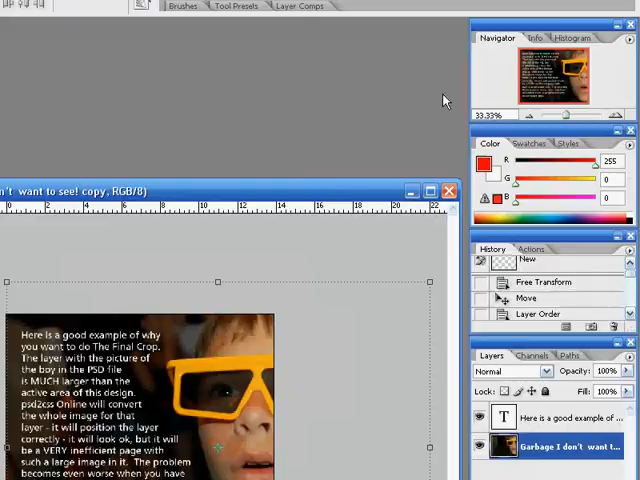 Brushes Tool Presets Layer Comps
Navigator Info Histogram
33.33%
Color Swatches Styles
R 255
G 0
B 0
't want to see! copy, RGB/8)
0 2 4 6 8 10 12 14 16 18 20 22
History Actions
New
Free Transform
Move
Layer Order
Layers Channels Paths
Normal Opacity: 100%
Lock: Fill: 100%
T Here is a good example of ...
Garbage I don't want t...
Here is a good example of why
you want to do The Final Crop.
The layer with the picture of
the boy in the PSD file
is MUCH larger than the
active area of this design.
psd2css Online will convert
the whole image for that
layer - it will position the layer
correctly - it will look ok, but it will
be a VERY inefficient page with
such a large image in it. The problem
becomes even worse when you have